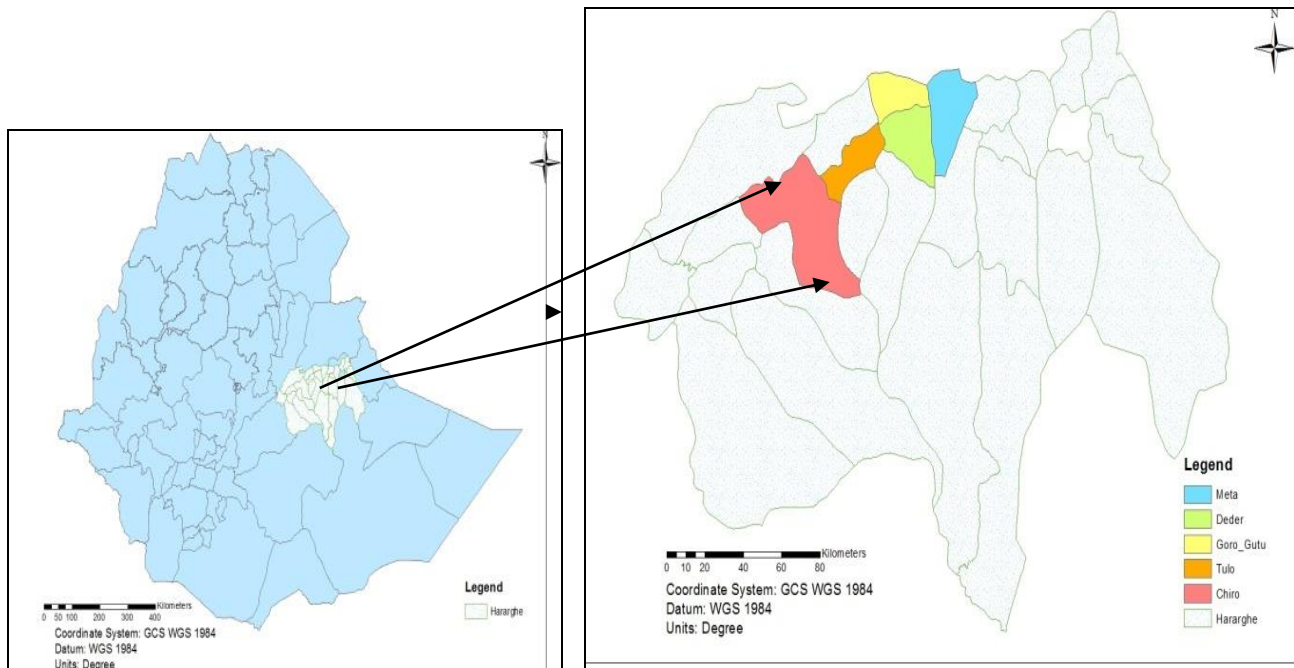 N
Legend
Hararghe
Kilometers
0 50 100 200 300 400
Coordinate System: GCS WGS 1984
Datum: WGS 1984
Units: Degree
N
Legend
Meta
Deder
Goro_Gutu
Tulo
Chiro
Hararghe
Kilometers
0 10 20 40 60 80
Coordinate System: GCS WGS 1984
Datum: WGS 1984
Units: Degree